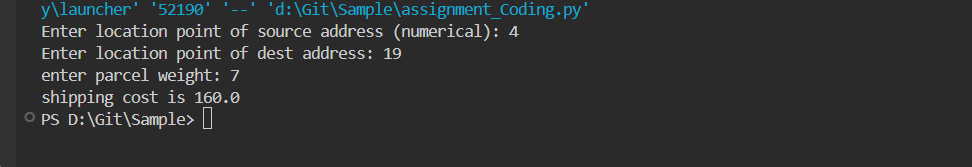 y\launcher' '52190' '--' 'd:\Git\Sample\assignment_Coding.py'
Enter location point of source address (numerical): 4
Enter location point of dest address: 19
enter parcel weight: 7
shipping cost is 160.0
PS D:\Git\Sample>